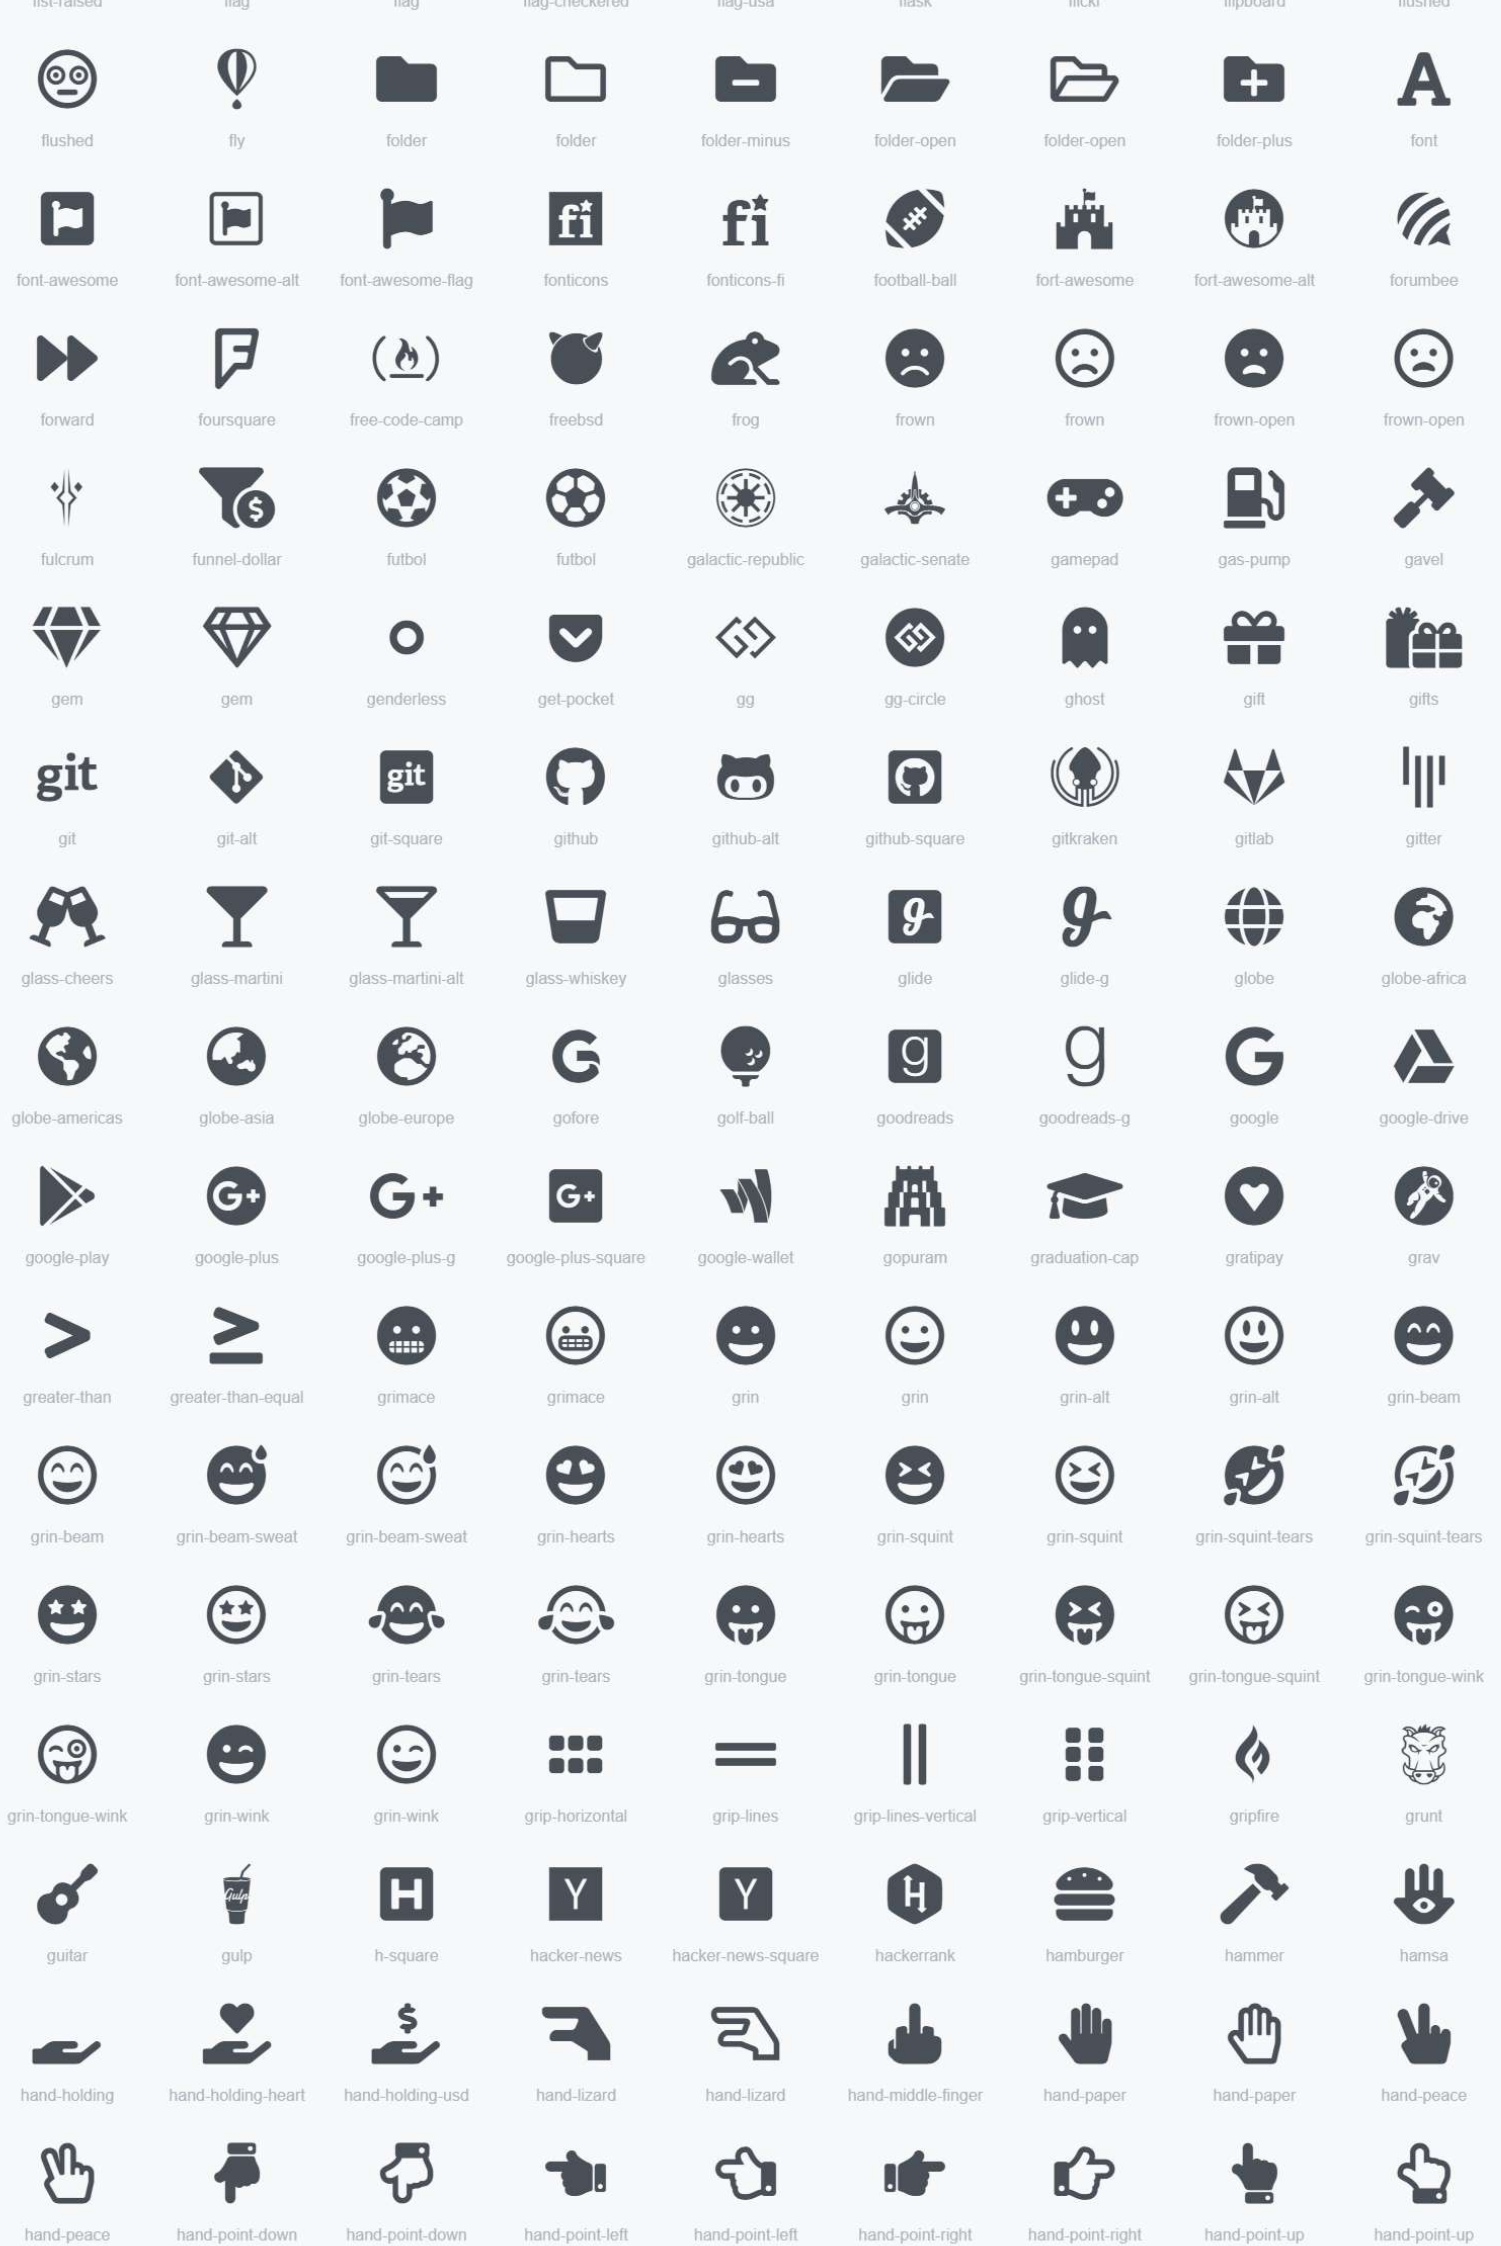 fist-raised flag flag flag-checkered flag-usa flask flickr flipboard flushed
flushed fly folder folder folder-minus folder-open folder-open folder-plus font
font-awesome font-awesome-alt font-awesome-flag fonticons fonticons-fi football-ball fort-awesome fort-awesome-alt forumbee
forward foursquare free-code-camp freebsd frog frown frown frown-open frown-open
fulcrum funnel-dollar futbol futbol galactic-republic galactic-senate gamepad gas-pump gavel
gem gem genderless get-pocket gg gg-circle ghost gift gifts
git git-alt git-square github github-alt github-square gitkraken gitlab gitter
glass-cheers glass-martini glass-martini-alt glass-whiskey glasses glide glide-g globe globe-africa
globe-americas globe-asia globe-europe gofore golf-ball goodreads goodreads-g google google-drive
google-play google-plus google-plus-g google-plus-square google-wallet gopuram graduation-cap gratipay grav
greater-than greater-than-equal grimace grimace grin grin grin-alt grin-alt grin-beam
grin-beam grin-beam-sweat grin-beam-sweat grin-hearts grin-hearts grin-squint grin-squint grin-squint-tears grin-squint-tears
grin-stars grin-stars grin-tears grin-tears grin-tongue grin-tongue grin-tongue-squint grin-tongue-squint grin-tongue-wink
grin-tongue-wink grin-wink grin-wink grip-horizontal grip-lines grip-lines-vertical grip-vertical gripfire grunt
guitar gulp h-square hacker-news hacker-news-square hackerrank hamburger hammer hamsa
hand-holding hand-holding-heart hand-holding-usd hand-lizard hand-lizard hand-middle-finger hand-paper hand-paper hand-peace
hand-peace hand-point-down hand-point-down hand-point-left hand-point-left hand-point-right hand-point-right hand-point-up hand-point-up